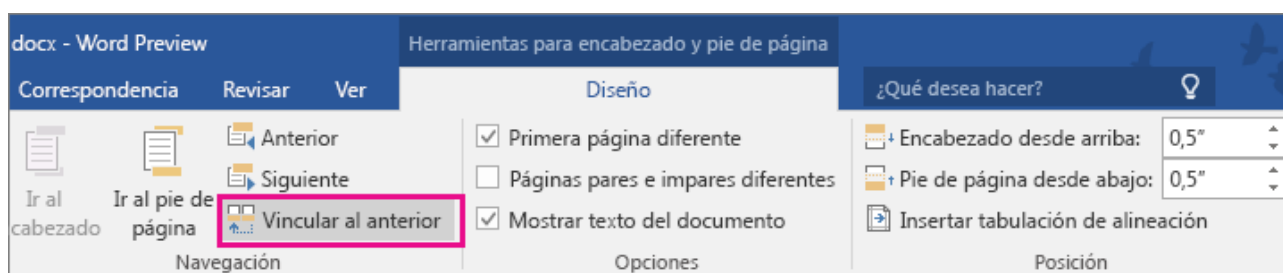 docx - Word Preview
Herramientas para encabezado y pie de página
Correspondencia Revisar Ver Diseño ¿Qué desea hacer?
Anterior Primera página diferente Encabezado desde arriba: 0,5"
Siguiente Páginas pares e impares diferentes Pie de página desde abajo: 0,5"
Ir al
cabezado
Ir al pie de
página
Vincular al anterior Mostrar texto del documento Insertar tabulación de alineación
Navegación Opciones Posición